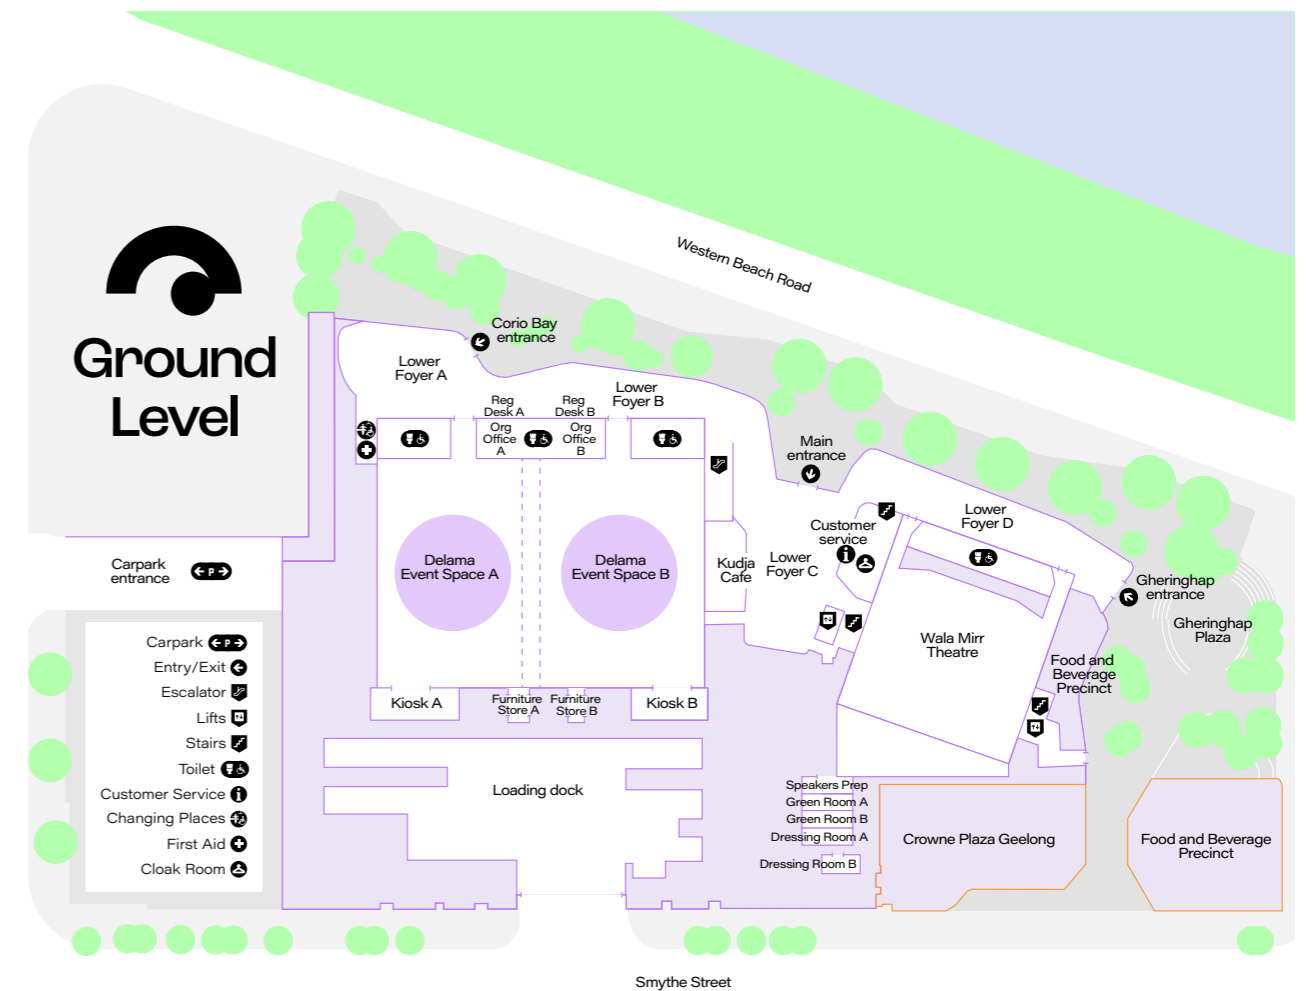 Western Beach Road
Ground
Level
Corio Bay
entrance
Lower
Foyer A
Lower
Foyer B
Reg
Desk A
Reg
Desk B
Org
Office
A
Org
Office
B
Main
entrance
Lower
Foyer D
Customer
service
Delama
Event Space A
Delama
Event Space B
Kudja
Cafe
Lower
Foyer C
Carpark
entrance
P
Gheringhap
entrance
Gheringhap
Plaza
Wala Mirr
Theatre
Food and
Beverage
Precinct
Carpark P
Entry/Exit
Escalator
Lifts
Stairs
Toilet
Customer Service
Changing Places
First Aid
Cloak Room
Kiosk A
Furniture
Store A
Furniture
Store B
Kiosk B
Loading dock
Speakers Prep
Green Room A
Green Room B
Dressing Room A
Dressing Room B
Crowne Plaza Geelong
Food and Beverage
Precinct
Smythe Street